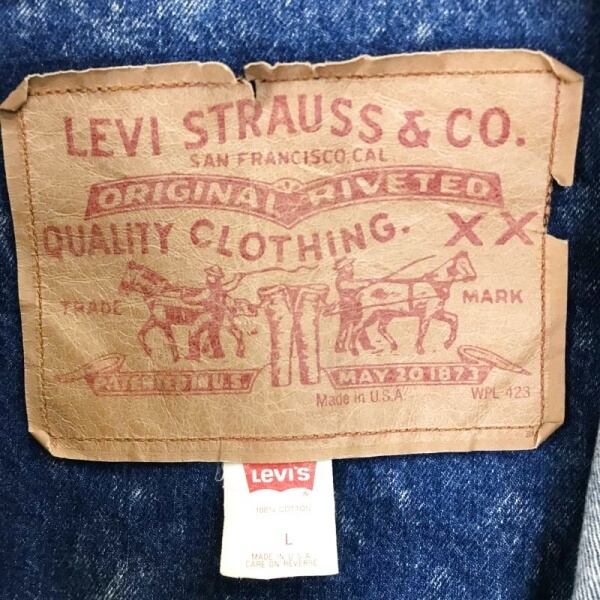 LEVI STRAUSS & CO.
SAN FRANCISCO, CAL
ORIGINAL RIVETED
QUALITY CLOTHING. XX
TRADE MARK
PATENTED IN U.S. MAY 20 1873
Made in U.S.A. WPL 423
LEVI'S
®
100% COTTON
L
MADE IN U.S.A.
CARE ON REVERSE